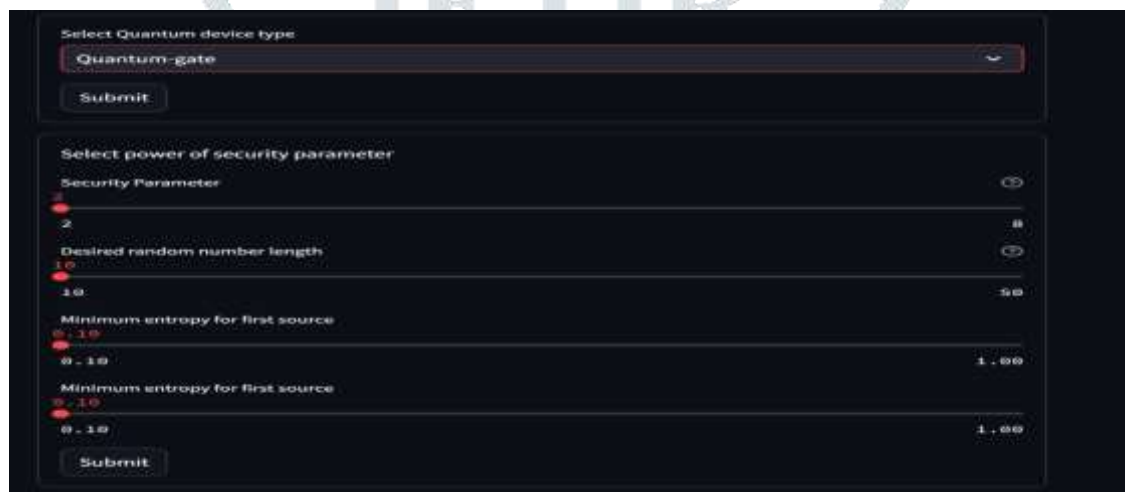 Select Quantum device type
Quantum-gate
Submit
Select power of security parameter
Security Parameter
2
2 8
Desired random number length
10
10 50
Minimum entropy for first source
0.10
0.10 1.00
Minimum entropy for first source
0.10
0.10 1.00
Submit